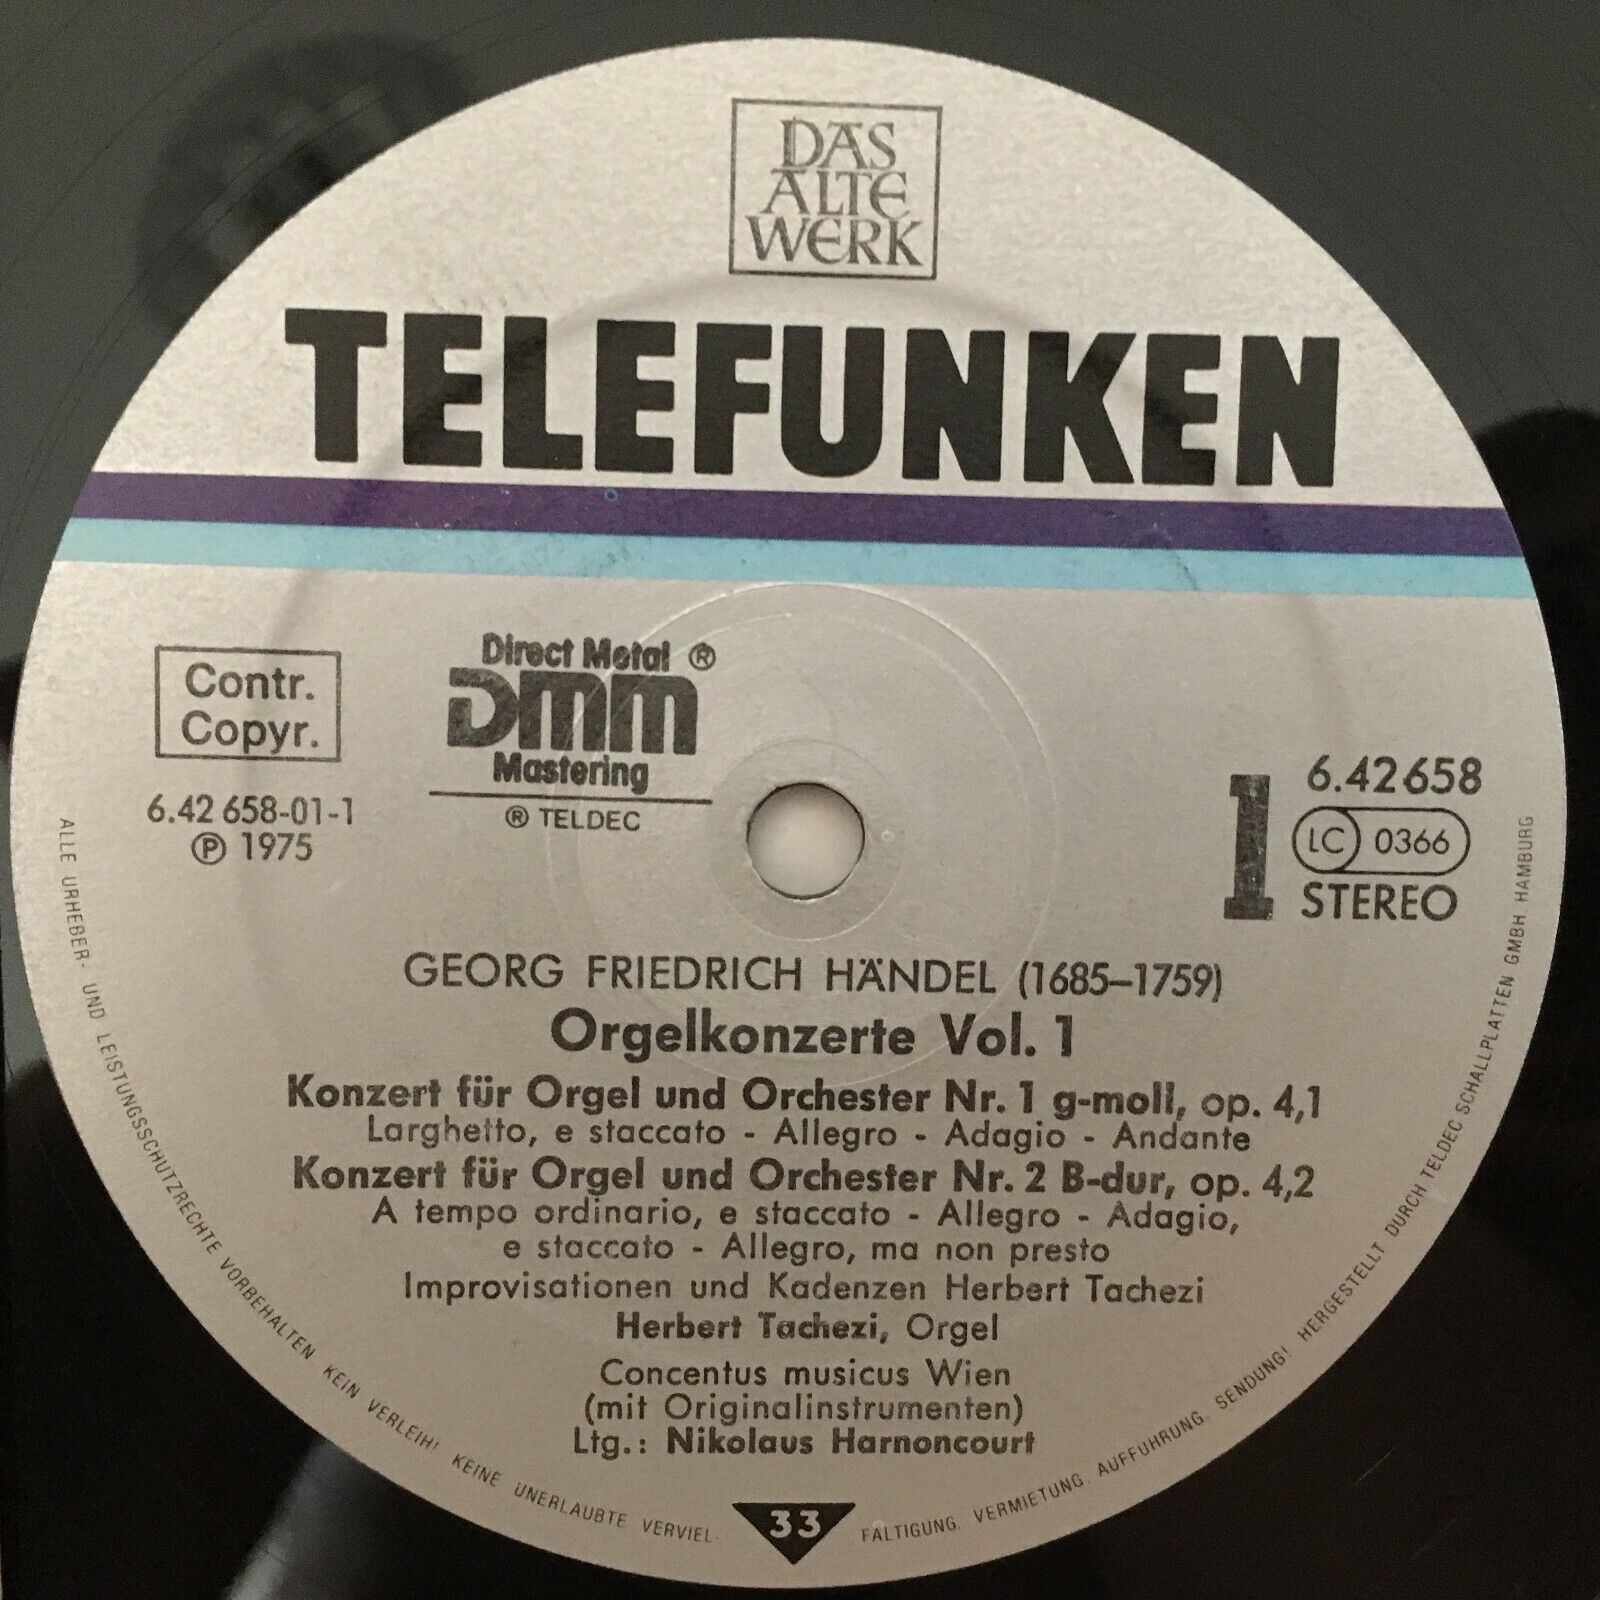 DAS
ALTE
WERK
TELEFUNKEN
Contr.
Copyr.
6.42 658-01-1
Ⓟ 1975
Direct Metal ®
DMM
Mastering
® TELDEC
1
6.42658
LC 0366
STEREO
GEORG FRIEDRICH HÄNDEL (1685–1759)
Orgelkonzerte Vol. 1
Konzert für Orgel und Orchester Nr. 1 g-moll, op. 4,1
Larghetto, e staccato - Allegro - Adagio - Andante
Konzert für Orgel und Orchester Nr. 2 B-dur, op. 4,2
A tempo ordinario, e staccato - Allegro - Adagio,
e staccato - Allegro, ma non presto
Improvisationen und Kadenzen Herbert Tachezi
Herbert Tachezi, Orgel
Concentus musicus Wien
(mit Originalinstrumenten)
Ltg.: Nikolaus Harnoncourt
33
ALLE URHEBER- UND LEISTUNGSSCHUTZRECHTE VORBEHALTEN KEIN VERLEIH! KEINE UNERLAUBTE VERVIEL-FÄLTIGUNG. VERMIETUNG. AUFFÜHRUNG. SENDUNG! HERGESTELLT DURCH TELDEC SCHALLPLATTEN GMBH HAMBURG